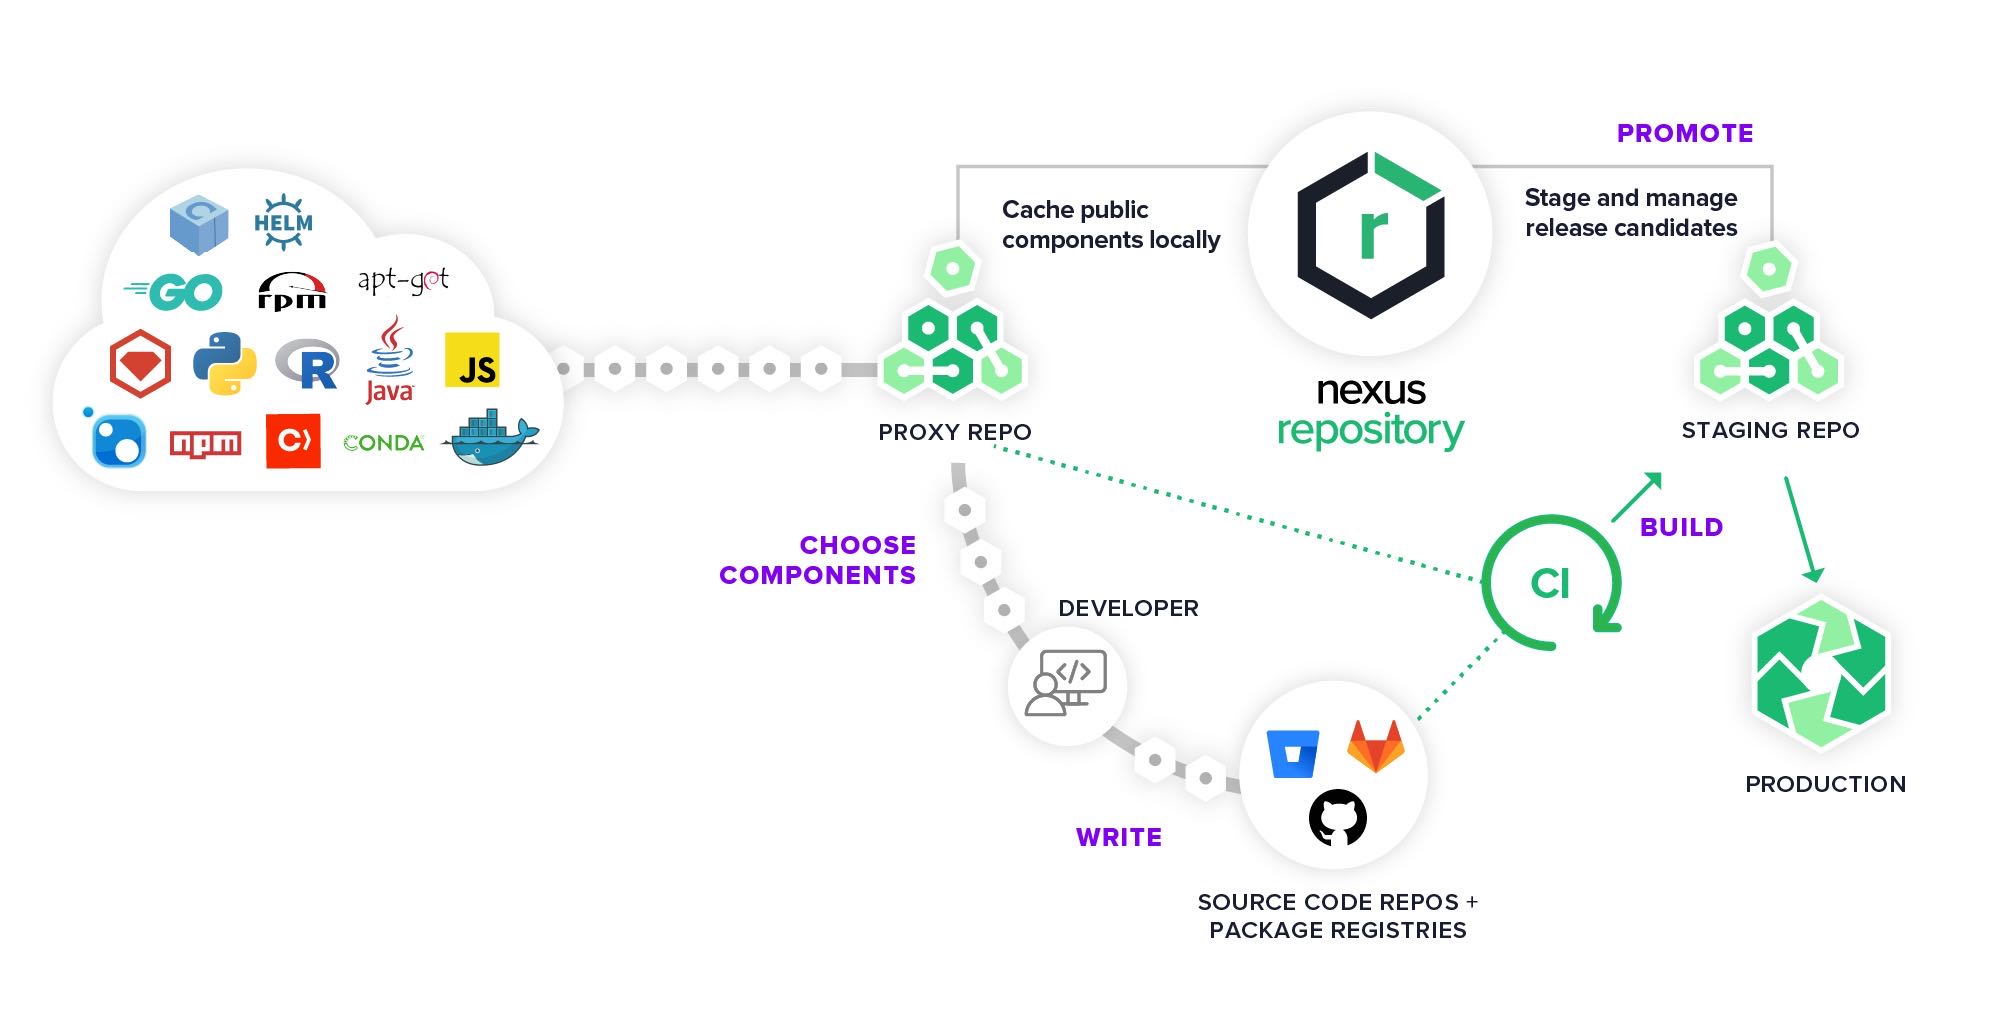 HELM
GO
rpm
apt-get
R
Java
JS
npm
C
CONDA
PROXY REPO
Cache public
components locally
r
nexus
repository
PROMOTE
Stage and manage
release candidates
STAGING REPO
CHOOSE
COMPONENTS
DEVELOPER
</>
WRITE
SOURCE CODE REPOS +
PACKAGE REGISTRIES
CI
BUILD
PRODUCTION